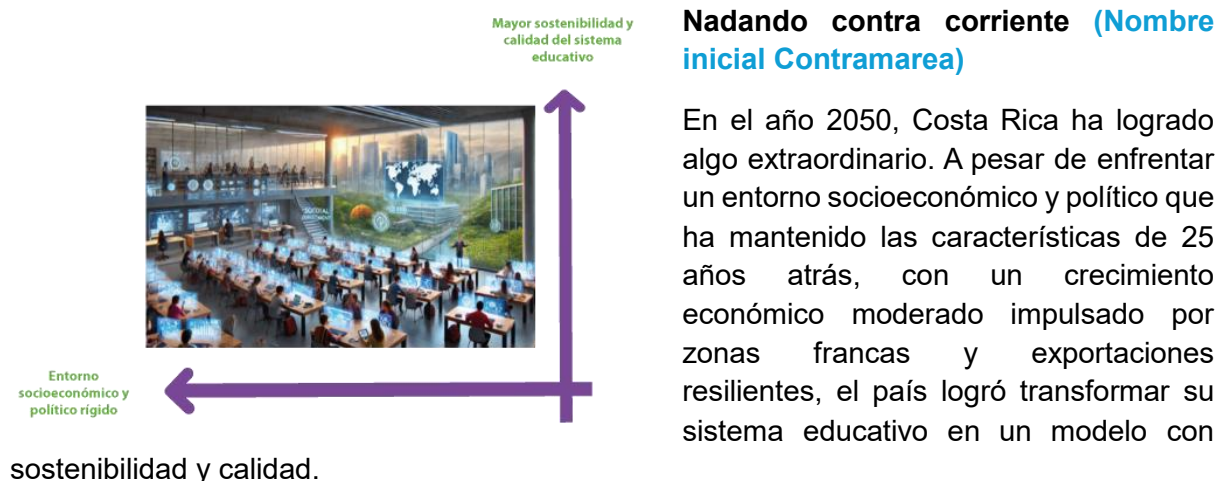 Mayor sostenibilidad y
calidad del sistema
educativo
Entorno
socioeconómico y
político rígido
Nadando contra corriente (Nombre
inicial Contramarea)
En el año 2050, Costa Rica ha logrado
algo extraordinario. A pesar de enfrentar
un entorno socioeconómico y político que
ha mantenido las características de 25
años atrás, con un crecimiento
económico moderado impulsado por
zonas francas y exportaciones
resilientes, el país logró transformar su
sistema educativo en un modelo con
sostenibilidad y calidad.